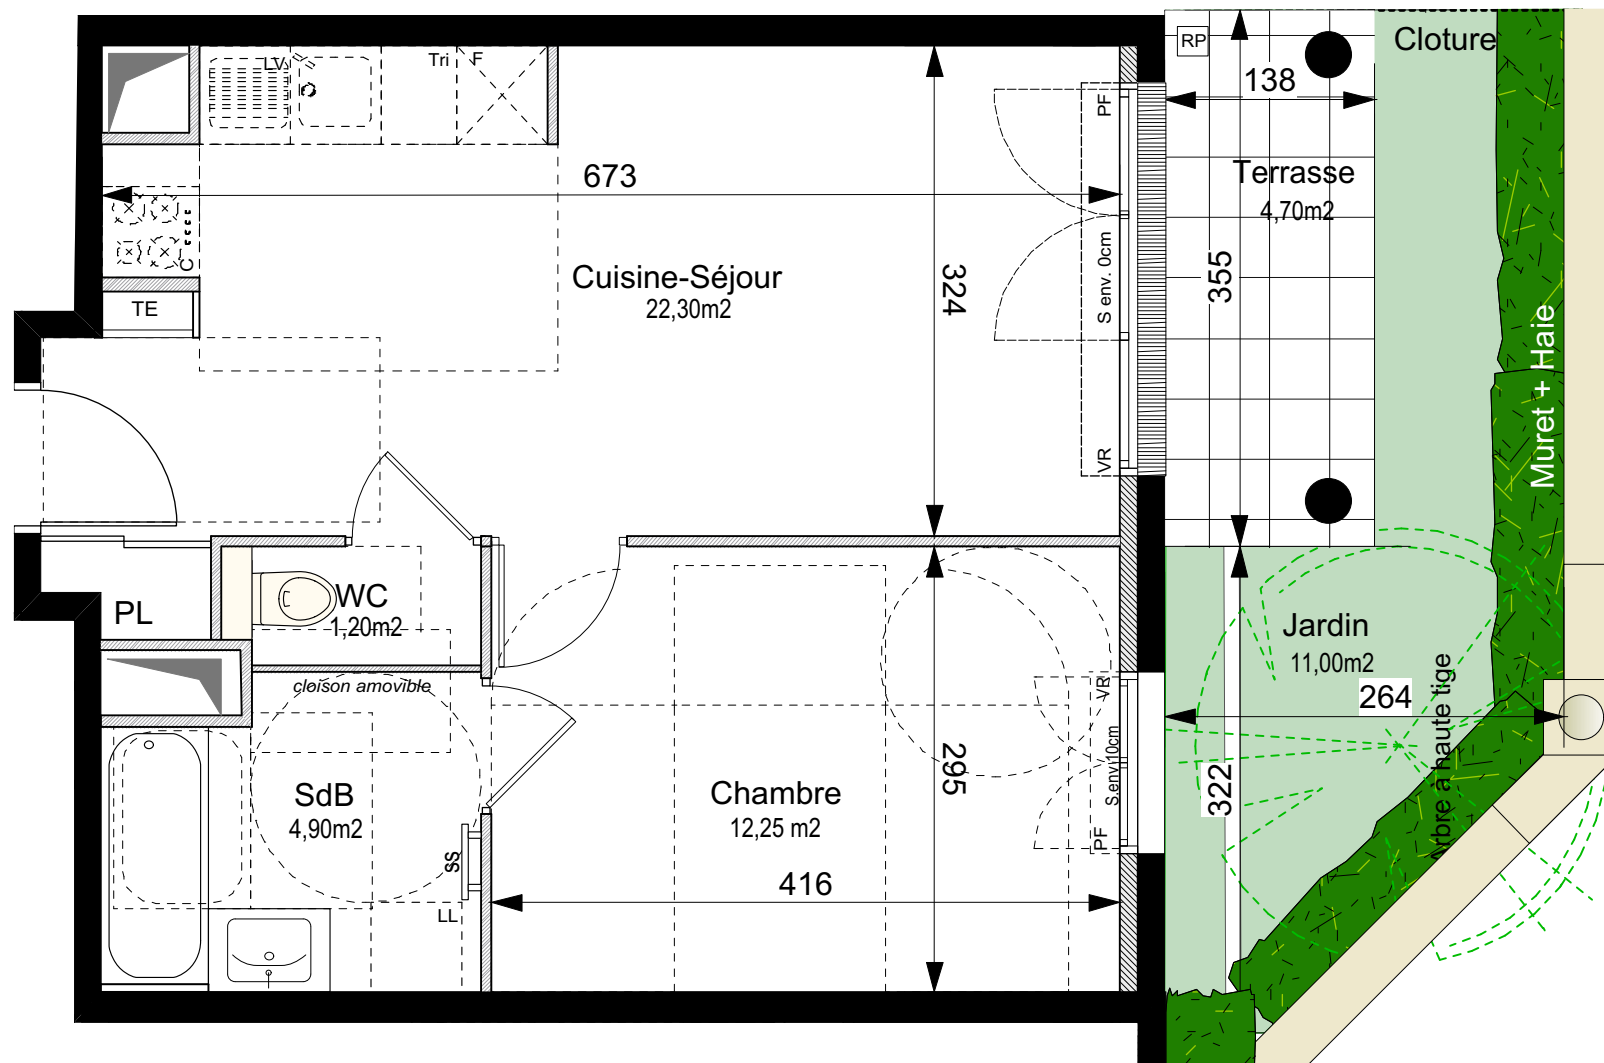 LV
Tri
F
RP
Cloture
138
PF
673
Terrasse
4,70m2
C
S env. 0cm
324
355
Cuisine-Séjour
22,30m2
TE
Muret + Haie
VR
PL
WC
1,20m2
Jardin
11,00m2
cloison amovible
VR
264
Arbre à haute tige
295
S.env 10cm
322
SdB
4,90m2
Chambre
12,25 m2
PF
SS
416
LL